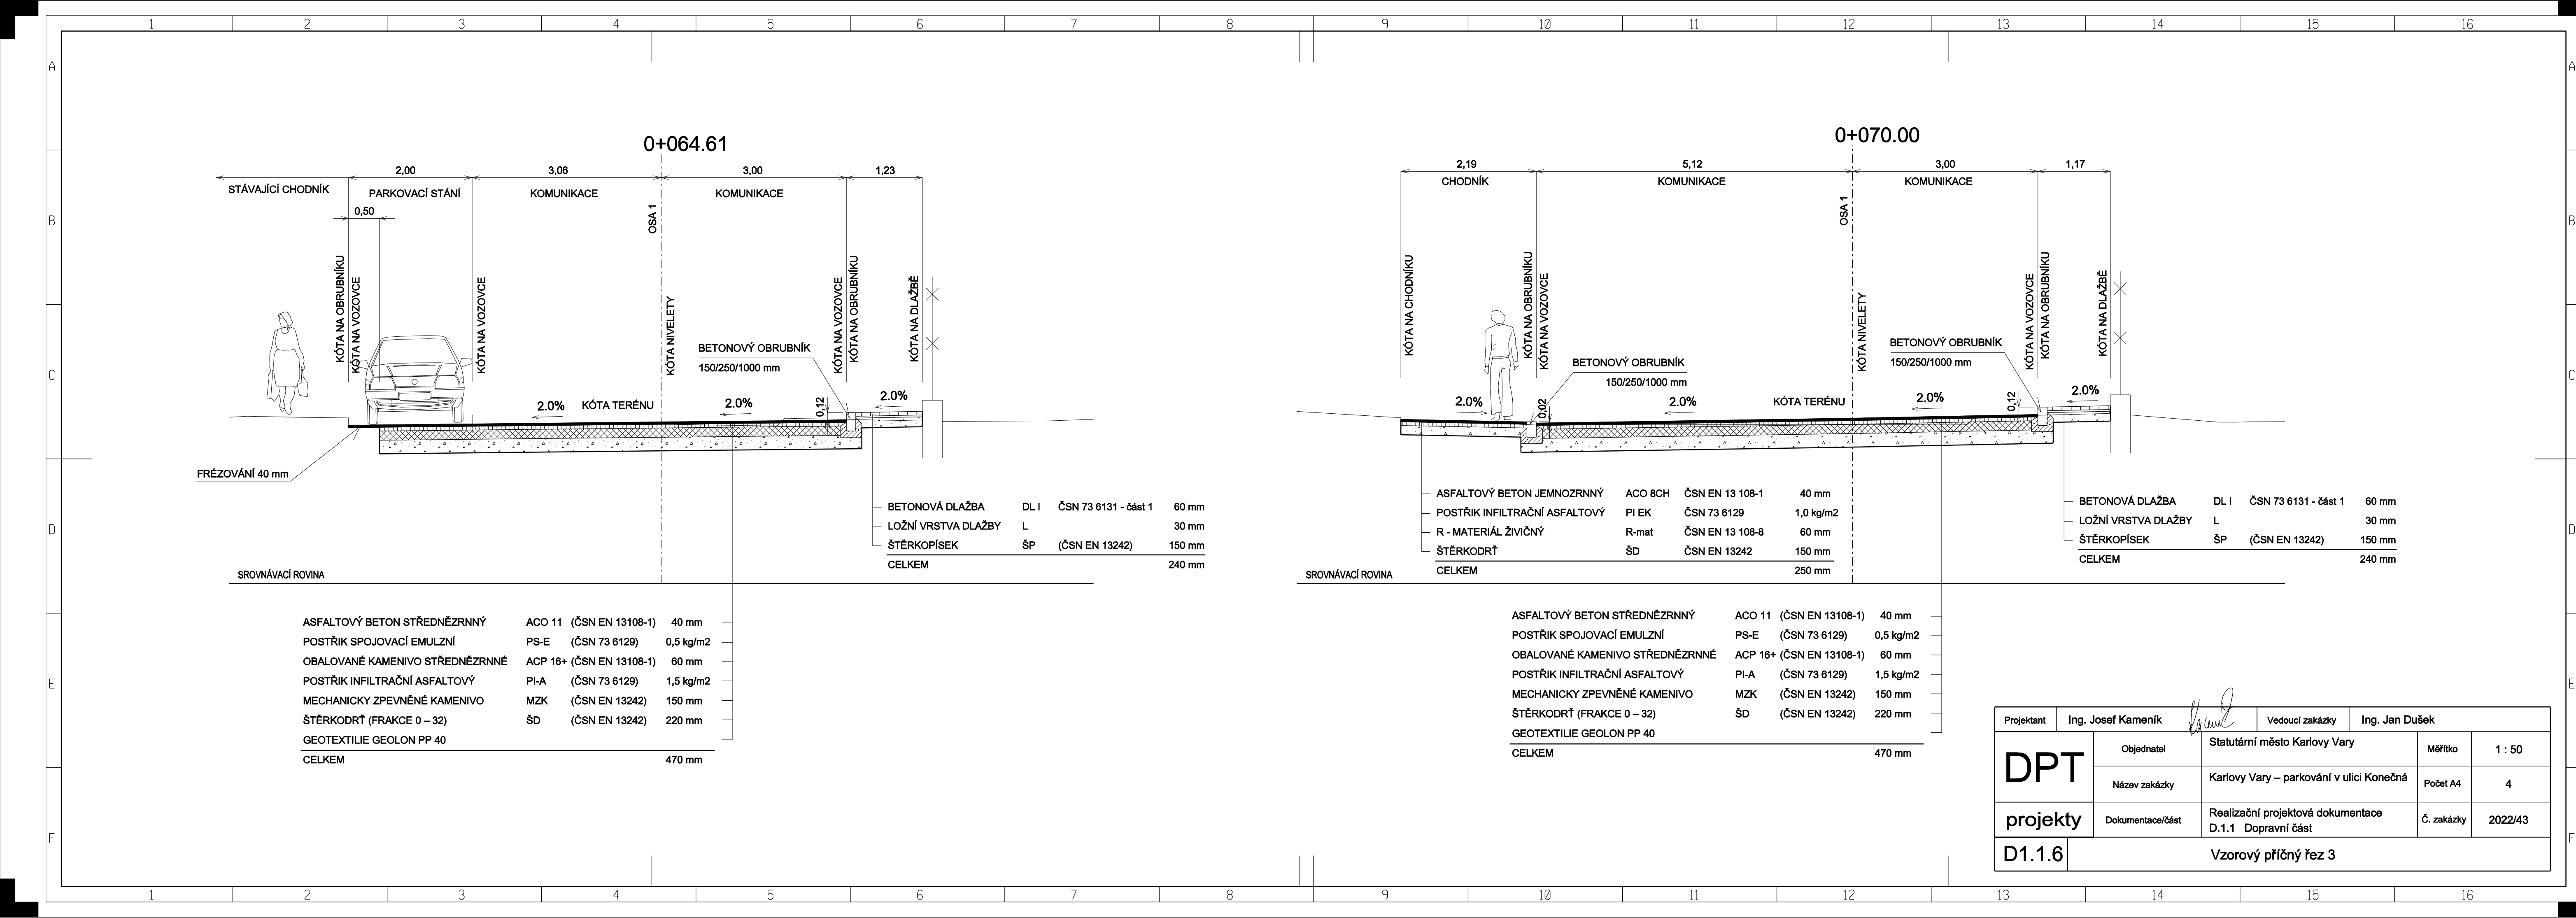 1 2 3 4 5 6 7 8 9 10 11 12 13 14 15 16
A A
B B
C C
D D
E E
F F
0+064.61
2,00 3,06 3,00 1,23
STÁVAJÍCÍ CHODNÍK PARKOVACÍ STÁNÍ KOMUNIKACE KOMUNIKACE
0,50
OSA 1
KÓTA NA OBRUBNÍKU
KÓTA NA VOZOVCE
KÓTA NA VOZOVCE
KÓTA NIVELETY
KÓTA NA VOZOVCE
KÓTA NA OBRUBNÍKU
KÓTA NA DLAŽBĚ
BETONOVÝ OBRUBNÍK
150/250/1000 mm
2.0% KÓTA TERÉNU 2.0% 0,12 2.0%
FRÉZOVÁNÍ 40 mm
BETONOVÁ DLAŽBA DL I ČSN 73 6131 - část 1 60 mm
LOŽNÍ VRSTVA DLAŽBY L 30 mm
ŠTĚRKOPÍSEK ŠP (ČSN EN 13242) 150 mm
CELKEM 240 mm
SROVNÁVACÍ ROVINA
ASFALTOVÝ BETON STŘEDNĚZRNNÝ ACO 11 (ČSN EN 13108-1) 40 mm
POSTŘIK SPOJOVACÍ EMULZNÍ PS-E (ČSN 73 6129) 0,5 kg/m2
OBALOVANÉ KAMENIVO STŘEDNĚZRNNÉ ACP 16+ (ČSN EN 13108-1) 60 mm
POSTŘIK INFILTRAČNÍ ASFALTOVÝ PI-A (ČSN 73 6129) 1,5 kg/m2
MECHANICKY ZPEVNĚNÉ KAMENIVO MZK (ČSN EN 13242) 150 mm
ŠTĚRKODRŤ (FRAKCE 0 – 32) ŠD (ČSN EN 13242) 220 mm
GEOTEXTILIE GEOLON PP 40
CELKEM 470 mm
0+070.00
2,19 5,12 3,00 1,17
CHODNÍK KOMUNIKACE KOMUNIKACE
OSA 1
KÓTA NA CHODNÍKU
KÓTA NA OBRUBNÍKU
KÓTA NA VOZOVCE
KÓTA NIVELETY
KÓTA NA VOZOVCE
KÓTA NA OBRUBNÍKU
KÓTA NA DLAŽBĚ
BETONOVÝ OBRUBNÍK
150/250/1000 mm
BETONOVÝ OBRUBNÍK
150/250/1000 mm
2.0% 0,02 2.0% KÓTA TERÉNU 2.0% 0,12 2.0%
ASFALTOVÝ BETON JEMNOZRNNÝ ACO 8CH ČSN EN 13 108-1 40 mm
POSTŘIK INFILTRAČNÍ ASFALTOVÝ PI EK ČSN 73 6129 1,0 kg/m2
R - MATERIÁL ŽIVIČNÝ R-mat ČSN EN 13 108-8 60 mm
ŠTĚRKODRŤ ŠD ČSN EN 13242 150 mm
CELKEM 250 mm
BETONOVÁ DLAŽBA DL I ČSN 73 6131 - část 1 60 mm
LOŽNÍ VRSTVA DLAŽBY L 30 mm
ŠTĚRKOPÍSEK ŠP (ČSN EN 13242) 150 mm
CELKEM 240 mm
SROVNÁVACÍ ROVINA
ASFALTOVÝ BETON STŘEDNĚZRNNÝ ACO 11 (ČSN EN 13108-1) 40 mm
POSTŘIK SPOJOVACÍ EMULZNÍ PS-E (ČSN 73 6129) 0,5 kg/m2
OBALOVANÉ KAMENIVO STŘEDNĚZRNNÉ ACP 16+ (ČSN EN 13108-1) 60 mm
POSTŘIK INFILTRAČNÍ ASFALTOVÝ PI-A (ČSN 73 6129) 1,5 kg/m2
MECHANICKY ZPEVNĚNÉ KAMENIVO MZK (ČSN EN 13242) 150 mm
ŠTĚRKODRŤ (FRAKCE 0 – 32) ŠD (ČSN EN 13242) 220 mm
GEOTEXTILIE GEOLON PP 40
CELKEM 470 mm
Projektant Ing. Josef Kameník Vedoucí zakázky Ing. Jan Dušek
DPT projekty
Objednatel Statutární město Karlovy Vary Měřítko 1 : 50
Název zakázky Karlovy Vary – parkování v ulici Konečná Počet A4 4
Dokumentace/část Realizační projektová dokumentace
D.1.1 Dopravní část Č. zakázky 2022/43
D1.1.6 Vzorový příčný řez 3
1 2 3 4 5 6 7 8 9 10 11 12 13 14 15 16